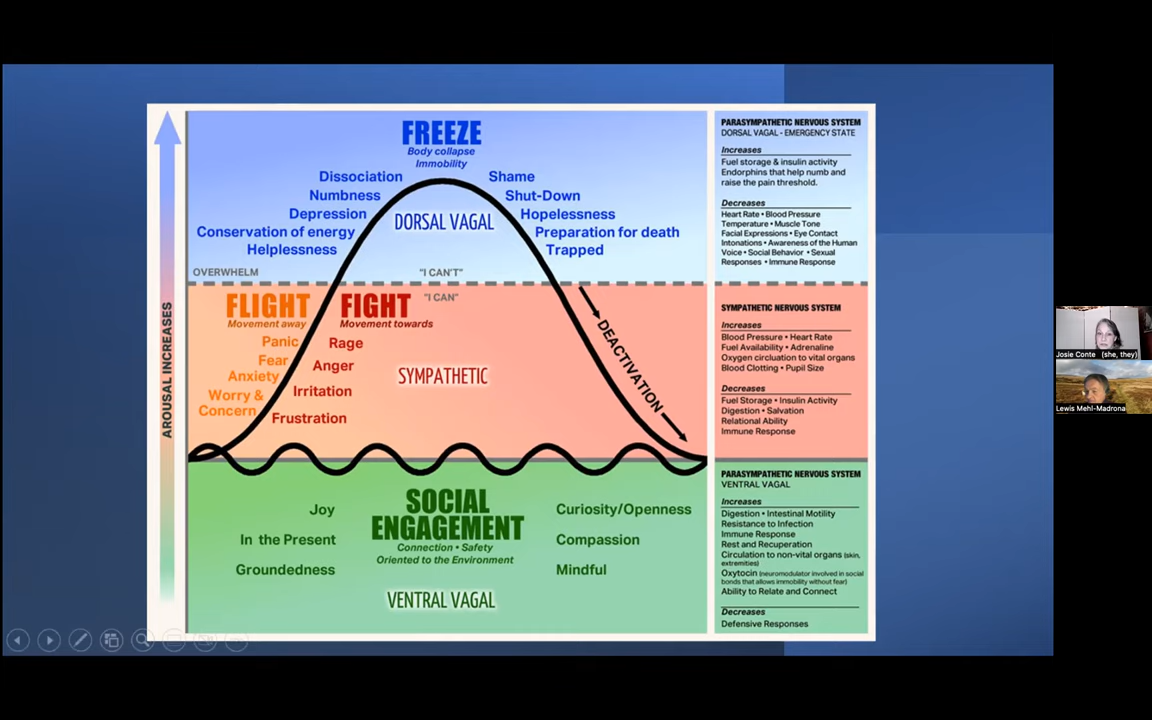 AROUSAL INCREASES
FREEZE
Body collapse
Immobility
Dissociation
Numbness
Depression
Conservation of energy
Helplessness
Shame
Shut-Down
Hopelessness
Preparation for death
Trapped
DORSAL VAGAL
OVERWHELM
"I CAN'T"
"I CAN"
FLIGHT
Movement away
Panic
Fear
Anxiety
Worry &
Concern
FIGHT
Movement towards
Rage
Anger
Irritation
Frustration
SYMPATHETIC
DEACTIVATION
SOCIAL
ENGAGEMENT
Connection • Safety
Oriented to the Environment
Joy
In the Present
Groundedness
Curiosity/Openness
Compassion
Mindful
VENTRAL VAGAL
PARASYMPATHETIC NERVOUS SYSTEM
DORSAL VAGAL - EMERGENCY STATE
Increases
Fuel storage & insulin activity
Endorphins that help numb and
raise the pain threshold.
Decreases
Heart Rate • Blood Pressure
Temperature • Muscle Tone
Facial Expressions • Eye Contact
Intonations • Awareness of the Human
Voice • Social Behavior • Sexual
Responses • Immune Response
SYMPATHETIC NERVOUS SYSTEM
Increases
Blood Pressure • Heart Rate
Fuel Availability • Adrenaline
Oxygen circluation to vital organs
Blood Clotting • Pupil Size
Decreases
Fuel Storage • Insulin Activity
Digestion • Salvation
Relational Ability
Immune Response
PARASYMPATHETIC NERVOUS SYSTEM
VENTRAL VAGAL
Increases
Digestion • Intestinal Motility
Resistance to Infection
Immune Response
Rest and Recuperation
Circulation to non-vital organs (skin,
extremities)
Oxytocin (neuromodulator involved in social
bonds that allows immobility without fear)
Ability to Relate and Connect
Decreases
Defensive Responses
Josie Conte (she, they)
Lewis Mehl-Madrona